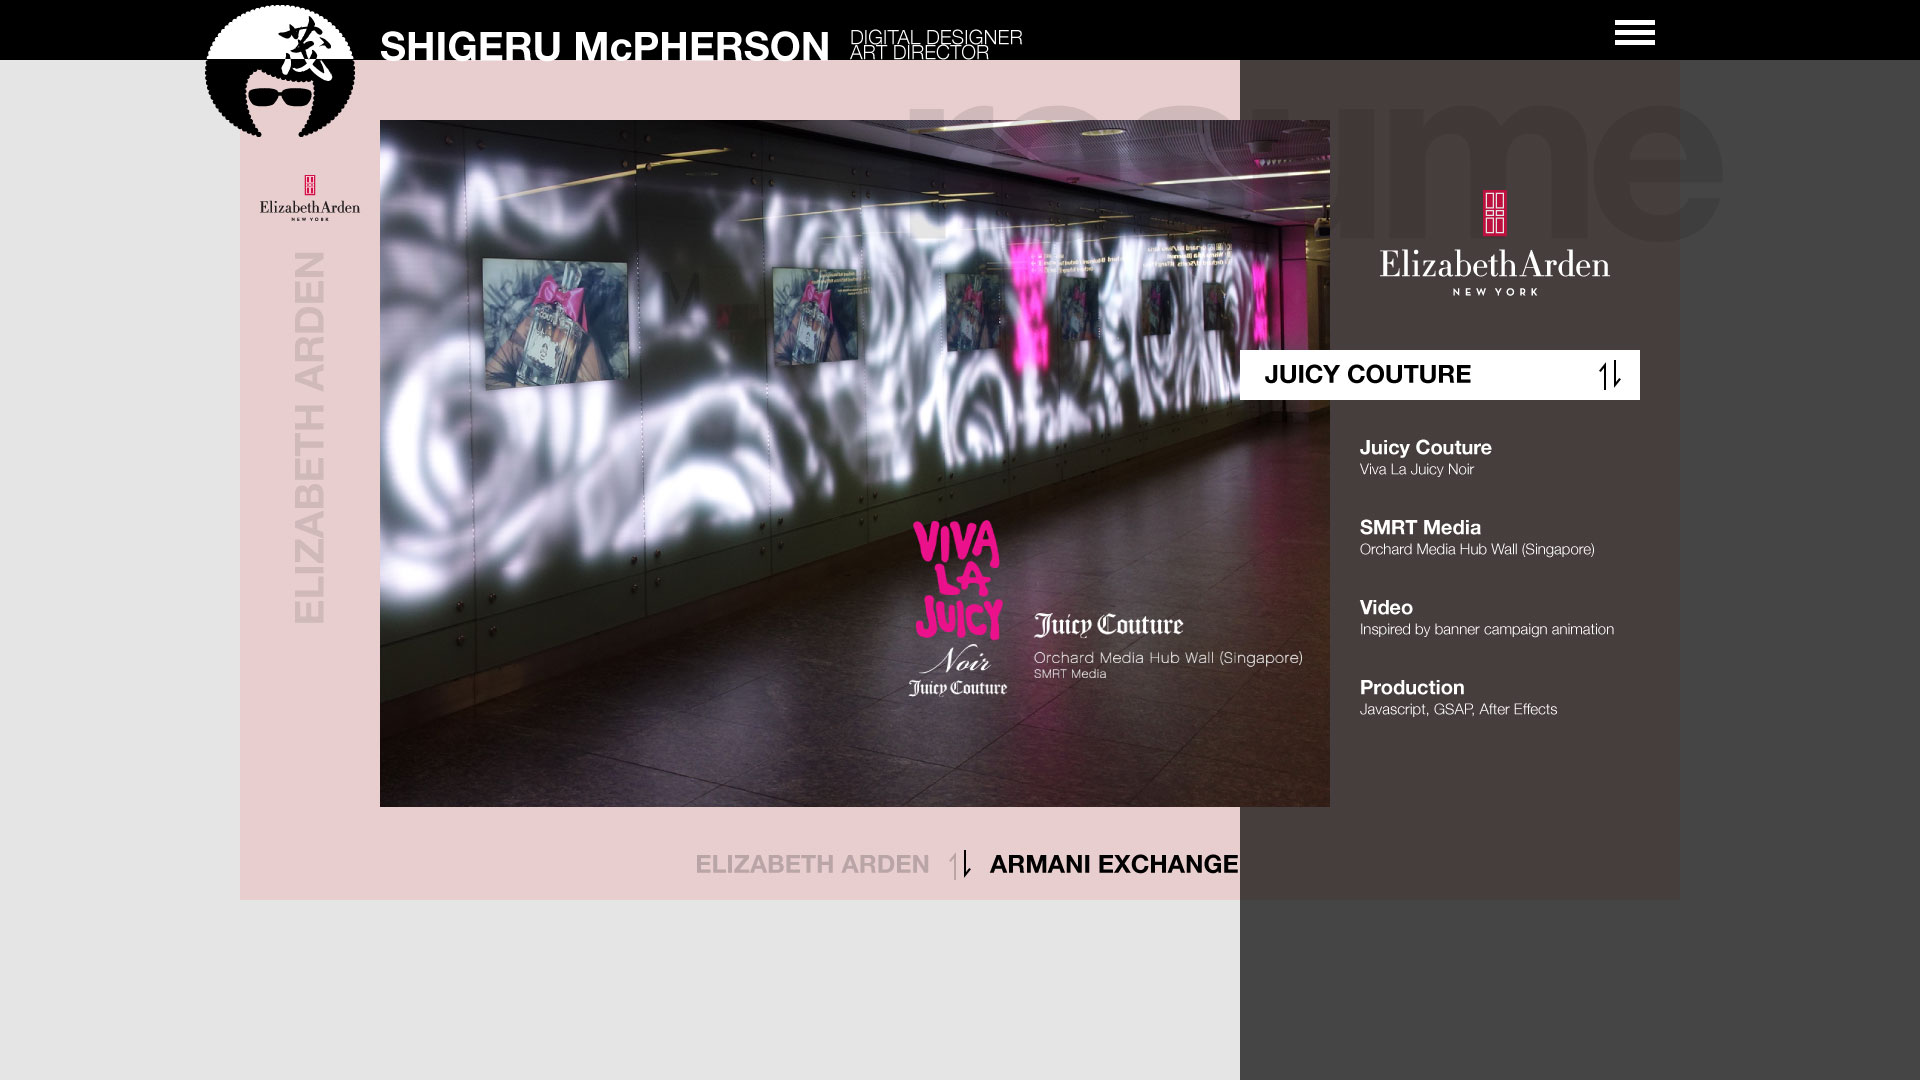 茂
SHIGERU McPHERSON
DIGITAL DESIGNER
ART DIRECTOR
resume
Elizabeth Arden
NEW YORK
ELIZABETH ARDEN
Elizabeth Arden
NEW YORK
JUICY COUTURE
Juicy Couture
Viva La Juicy Noir
SMRT Media
Orchard Media Hub Wall (Singapore)
Video
Inspired by banner campaign animation
Production
Javascript, GSAP, After Effects
VIVA
LA
JUICY
Noir
Juicy Couture
Juicy Couture
Orchard Media Hub Wall (Singapore)
SMRT Media
ELIZABETH ARDEN
ARMANI EXCHANGE